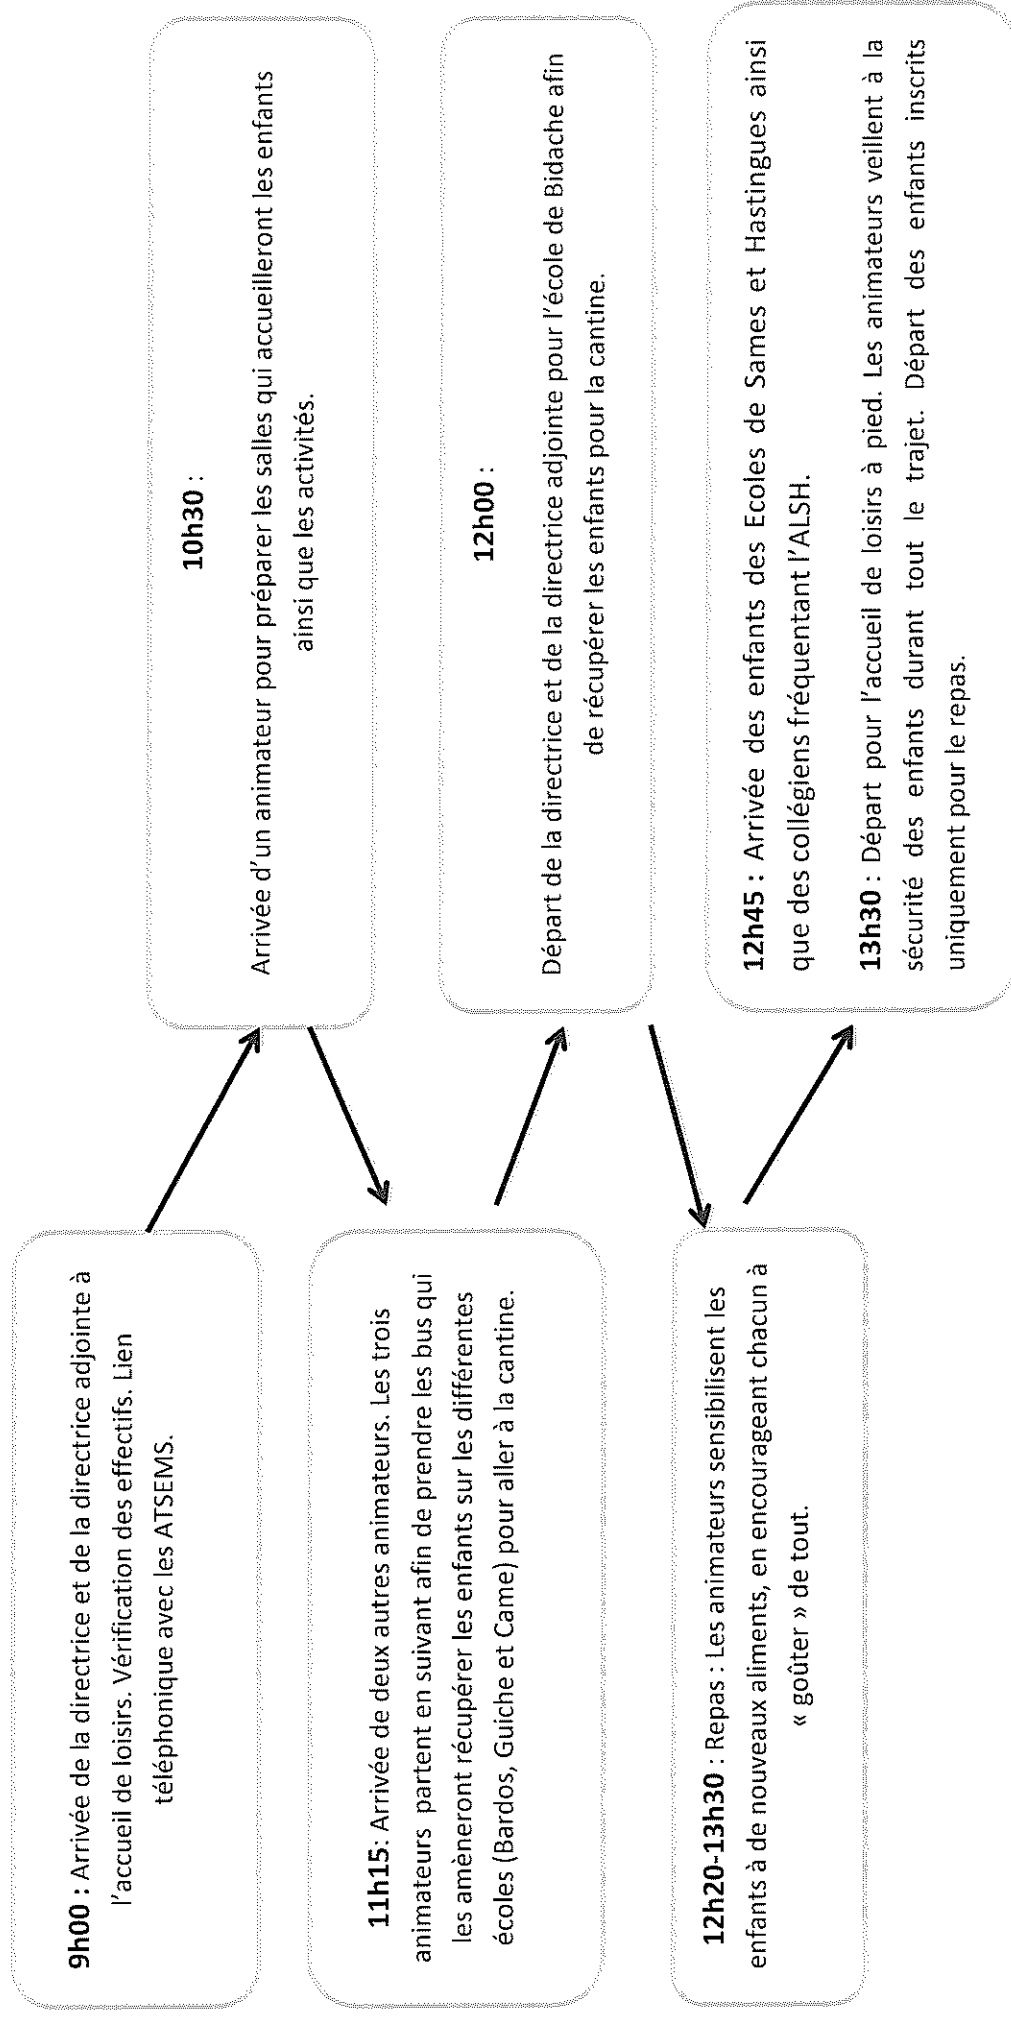 9h00 : Arrivée de la directrice et de la directrice adjointe à
l'accueil de loisirs. Vérification des effectifs. Lien
téléphonique avec les ATSEMS.
10h30 :
Arrivée d'un animateur pour préparer les salles qui accueilleront les enfants
ainsi que les activités.
11h15: Arrivée de deux autres animateurs. Les trois
animateurs partent en suivant afin de prendre les bus qui
les amèneront récupérer les enfants sur les différentes
écoles (Bardos, Guiche et Came) pour aller à la cantine.
12h00 :
Départ de la directrice et de la directrice adjointe pour l'école de Bidache afin
de récupérer les enfants pour la cantine.
12h20-13h30 : Repas : Les animateurs sensibilisent les
enfants à de nouveaux aliments, en encourageant chacun à
« goûter » de tout.
12h45 : Arrivée des enfants des Ecoles de Sames et Hastingues ainsi
que des collégiens fréquentant l'ALSH.
13h30 : Départ pour l'accueil de loisirs à pied. Les animateurs veillent à la
sécurité des enfants durant tout le trajet. Départ des enfants inscrits
uniquement pour le repas.